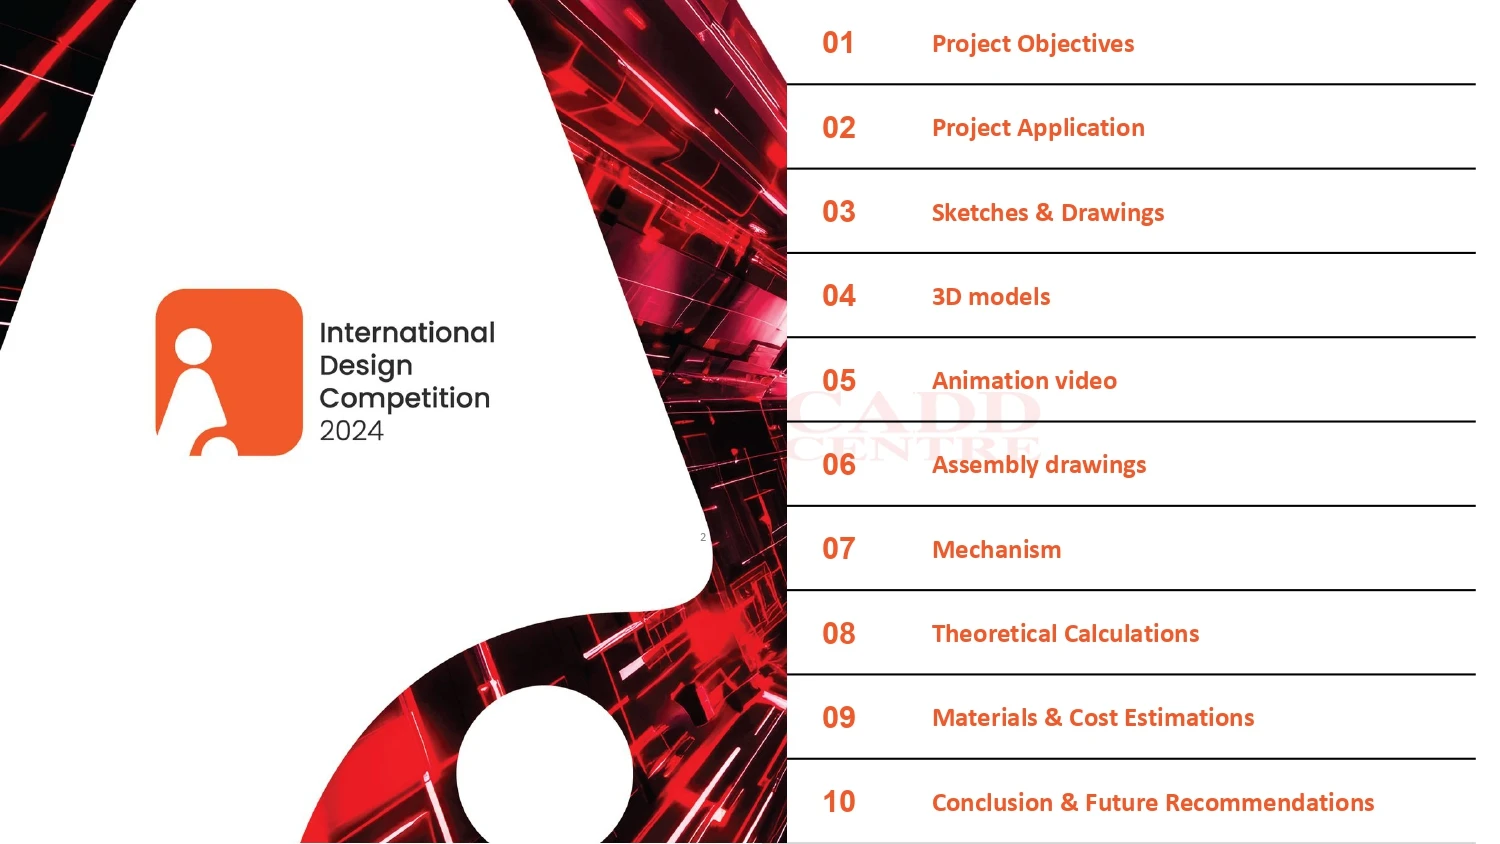 International
Design
Competition
2024
2
01 Project Objectives
02 Project Application
03 Sketches & Drawings
04 3D models
05 Animation video
CADD
CENTRE
06 Assembly drawings
07 Mechanism
08 Theoretical Calculations
09 Materials & Cost Estimations
10 Conclusion & Future Recommendations